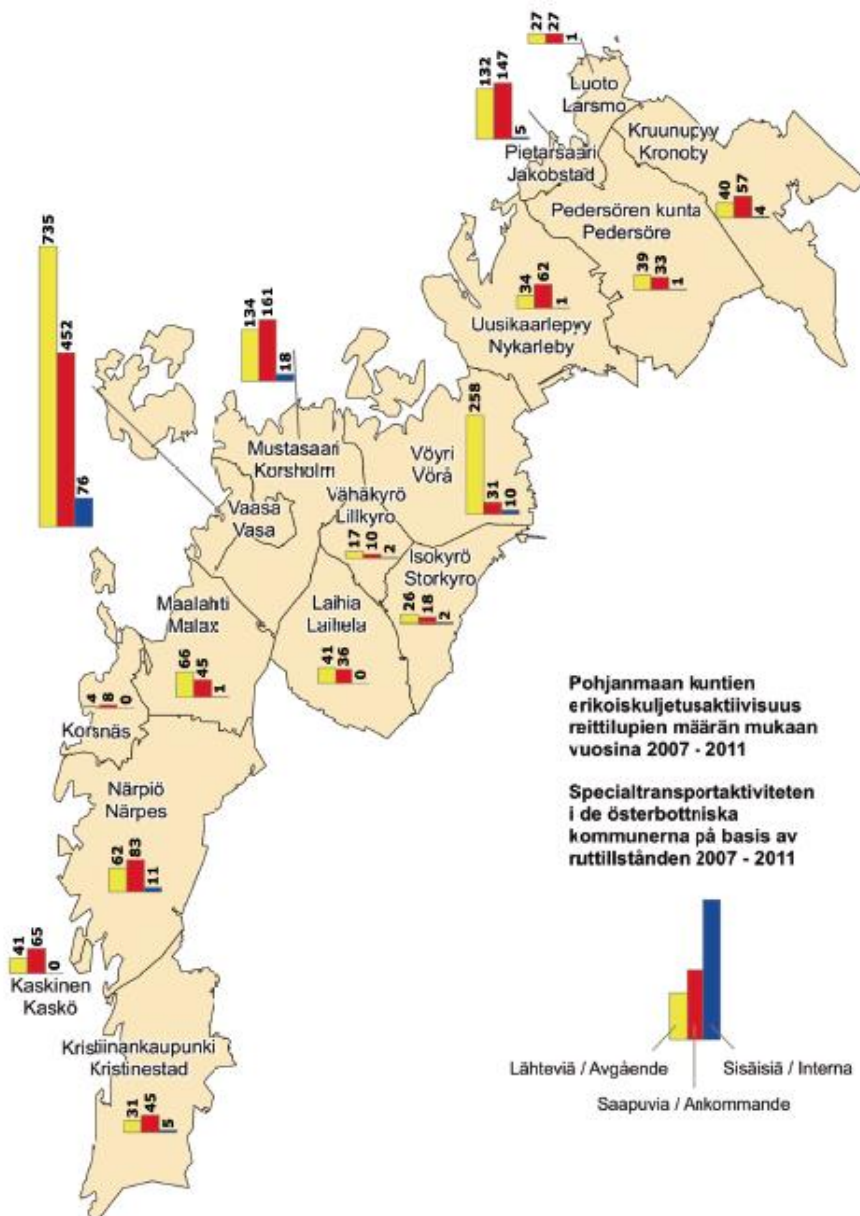 27 27 1
Luoto
Larsmo
132 147 5
Pietarsaari
Jakobstad
Kruunupyy
Kronoby
40 57 4
Pedersören kunta
Pedersöre
39 33 1
34 62 1
Uusikaarlepyy
Nykarleby
735 452 76
134 161 18
Mustasaari
Korsholm
258 31 10
Vöyri
Vörå
Vaasa
Vasa
Vähäkyrö
Lillkyro
17 10 2
Isokyrö
Storkyro
26 18 2
Maalahti
Malax
66 45 1
Laihia
Laihela
41 36 0
4 8 0
Korsnäs
Närpiö
Närpes
62 83 11
41 65 0
Kaskinen
Kaskö
Kristiinankaupunki
Kristinestad
31 45 5
Pohjanmaan kuntien
erikoiskuljetusaktiivisuus
reittilupien määrän mukaan
vuosina 2007 - 2011
Specialtransportaktiviteten
i de österbottniska
kommunerna på basis av
ruttillstånden 2007 - 2011
Lähteviä / Avgående
Sisäisiä / Interna
Saapuvia / Ankommande